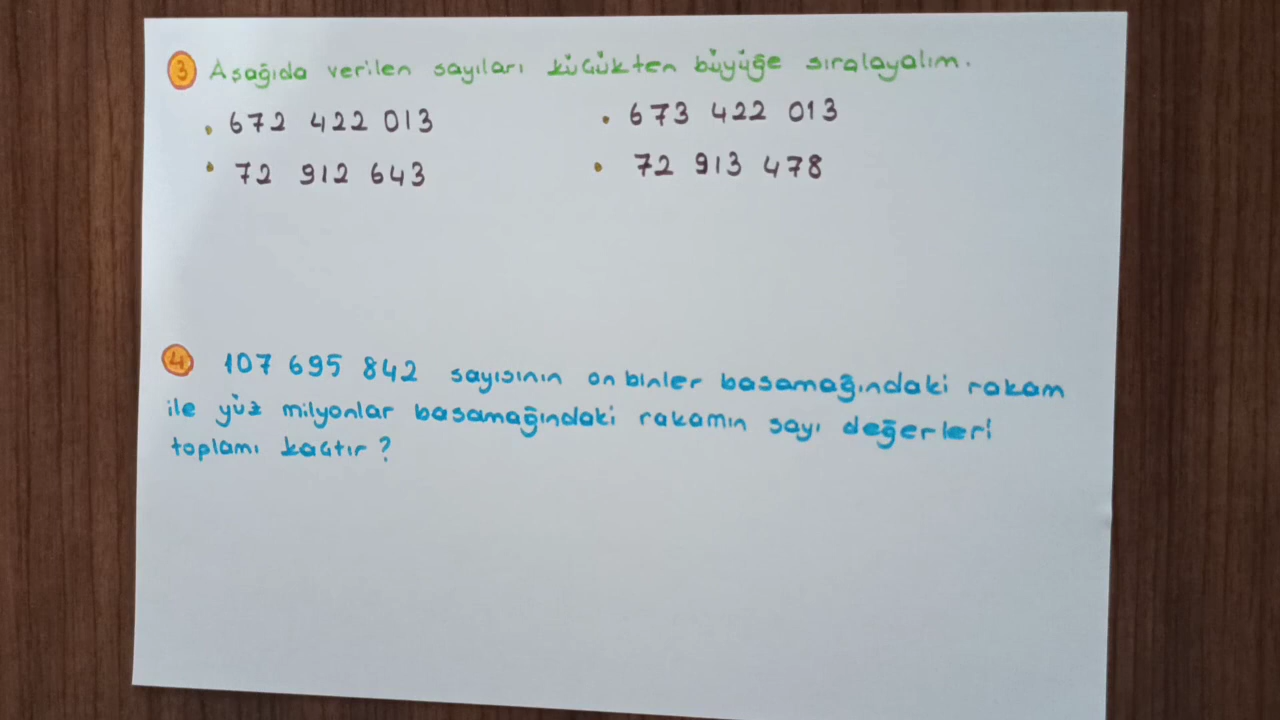 3 Aşağıda verilen sayıları küçükten büyüğe sıralayalım.
• 672 422 013 • 673 422 013
• 72 912 643 • 72 913 478
4 107 695 842 sayısının on binler basamağındaki rakam
ile yüz milyonlar basamağındaki rakamın sayı değerleri
toplamı kaçtır?